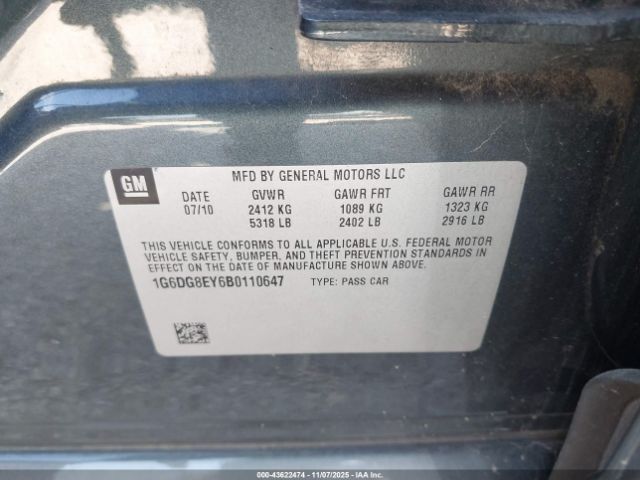 GM
MFD BY GENERAL MOTORS LLC
DATE GVWR GAWR FRT GAWR RR
07/10 2412 KG 1089 KG 1323 KG
5318 LB 2402 LB 2916 LB
THIS VEHICLE CONFORMS TO ALL APPLICABLE U.S. FEDERAL MOTOR
VEHICLE SAFETY, BUMPER, AND THEFT PREVENTION STANDARDS IN
EFFECT ON THE DATE OF MANUFACTURE SHOWN ABOVE.
1G6DG8EY6B0110647 TYPE: PASS CAR
000-43622474 - 11/07/2025 - IAA Inc.